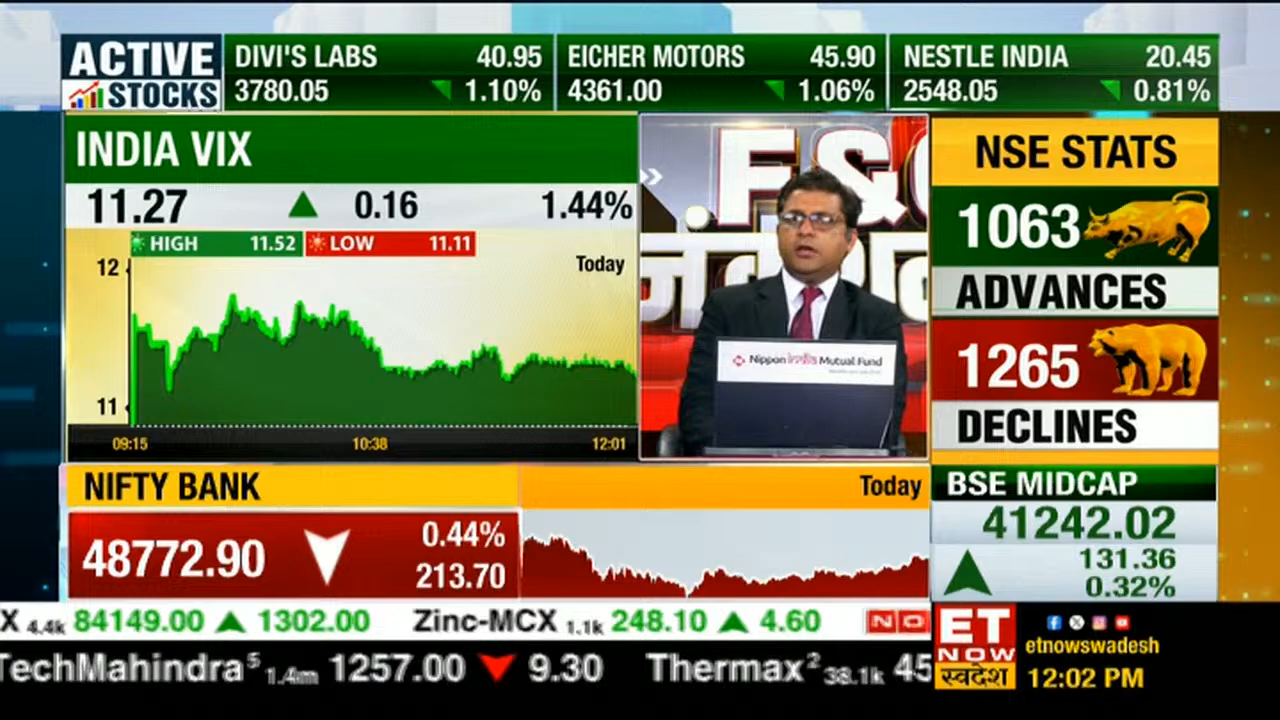 ACTIVE
STOCKS
DIVI'S LABS 40.95
3780.05 1.10%
EICHER MOTORS 45.90
4361.00 1.06%
NESTLE INDIA 20.45
2548.05 0.81%
INDIA VIX
11.27 0.16 1.44%
HIGH 11.52 LOW 11.11
Today
12
11
09:15 10:38 12:01
F&
Nippon india Mutual Fund
NSE STATS
1063
ADVANCES
1265
DECLINES
NIFTY BANK
Today
48772.90
0.44%
213.70
BSE MIDCAP
41242.02
131.36
0.32%
X 4.4k 84149.00 1302.00 Zinc-MCX 1.1k 248.10 4.60 NO
TechMahindra 5 1.4m 1257.00 9.30 Thermax 2 38.1k 45
ET
NOW
स्वदेश
etnowswadesh
12:02 PM